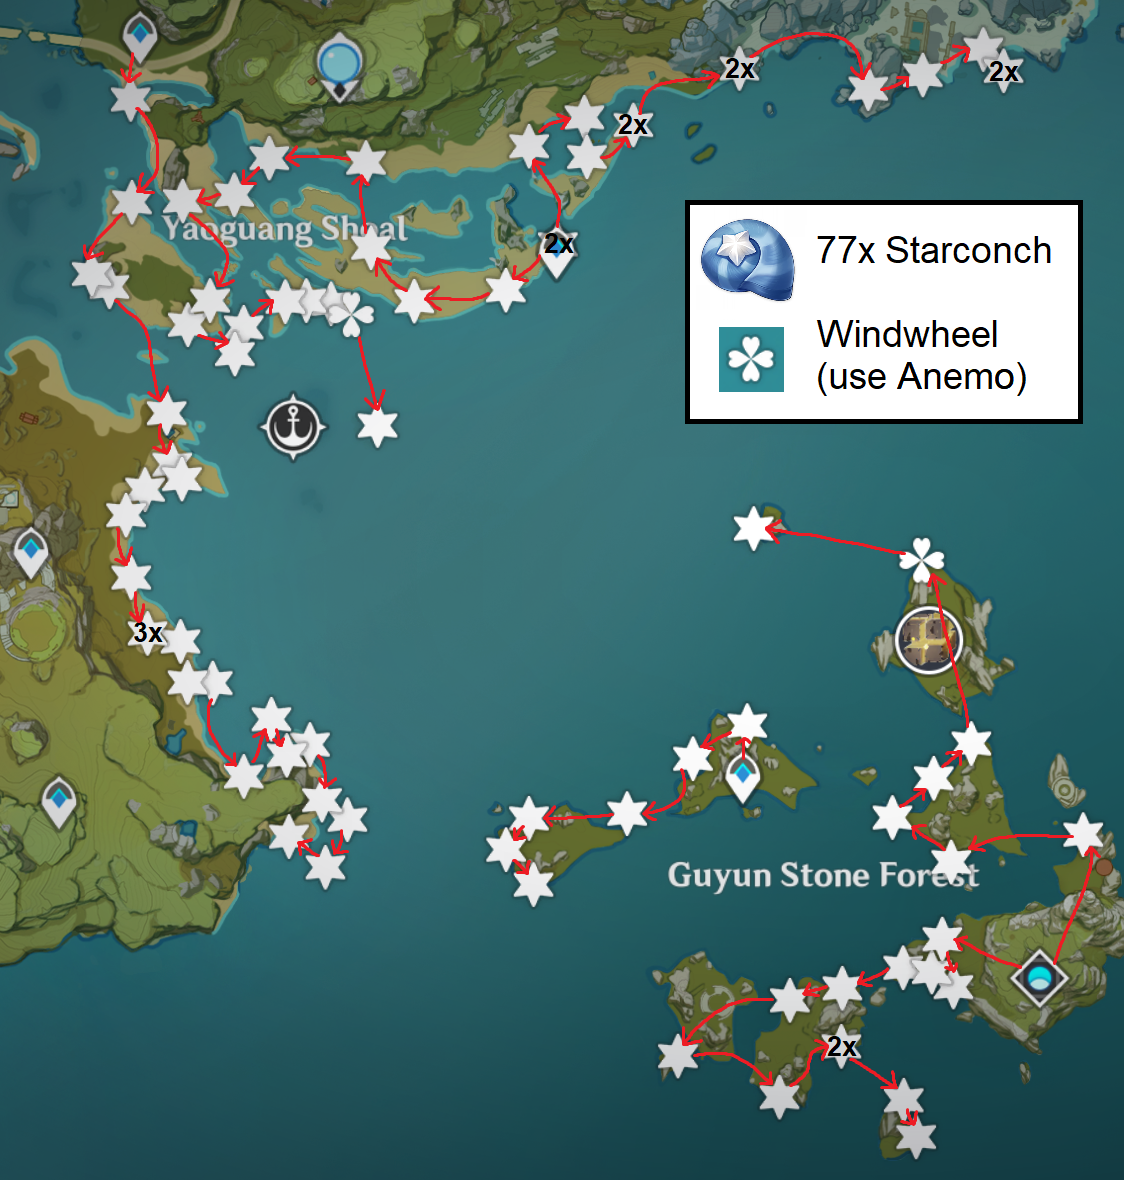 2x
2x
2x
Yaoguang Shoal
2x
77x Starconch
Windwheel
(use Anemo)
3x
Guyun Stone Forest
2x